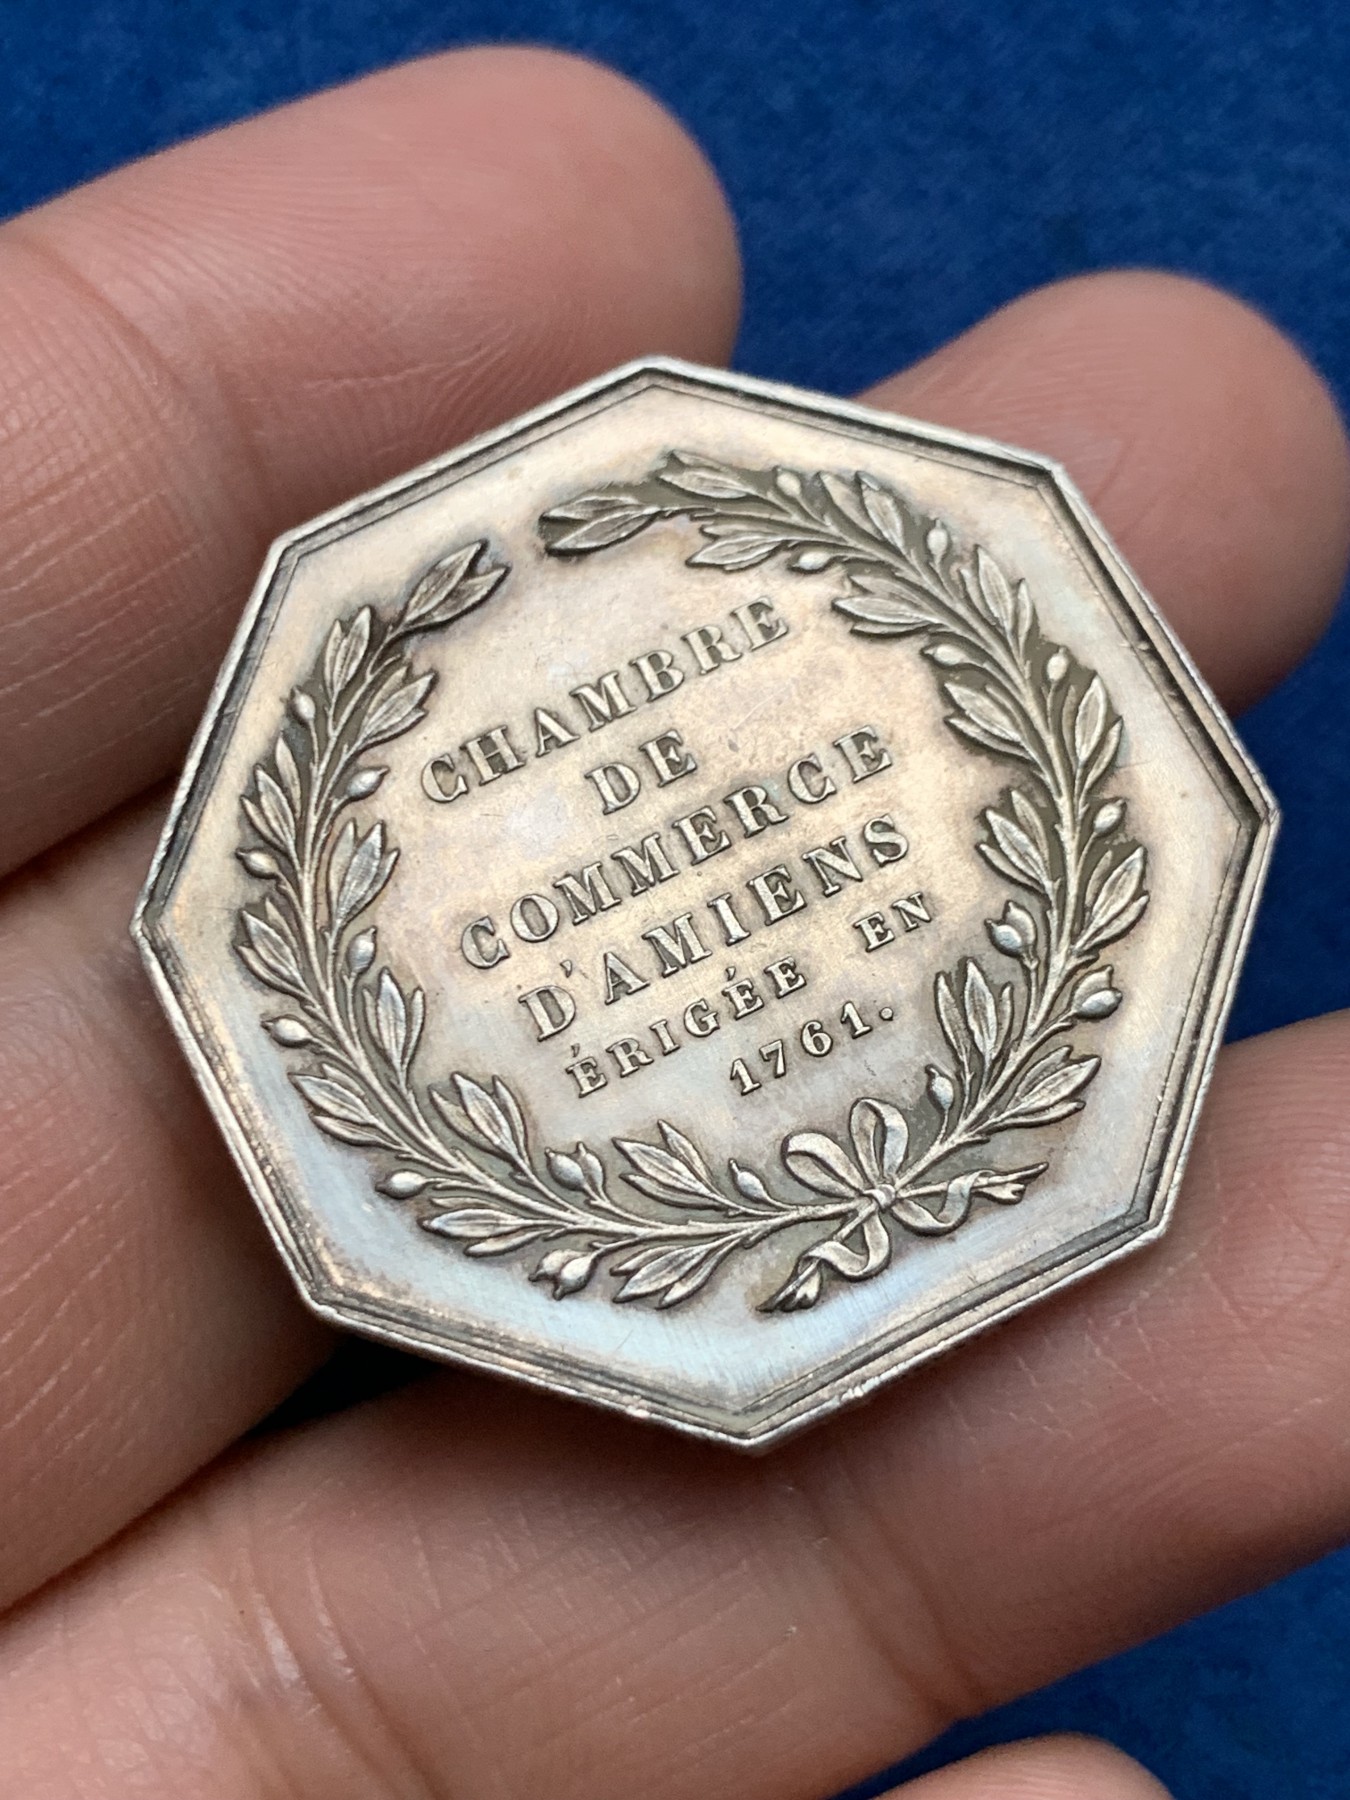 CHAMBRE
DE
COMMERCE
D'AMIENS
ÉRIGÉE EN
1761.